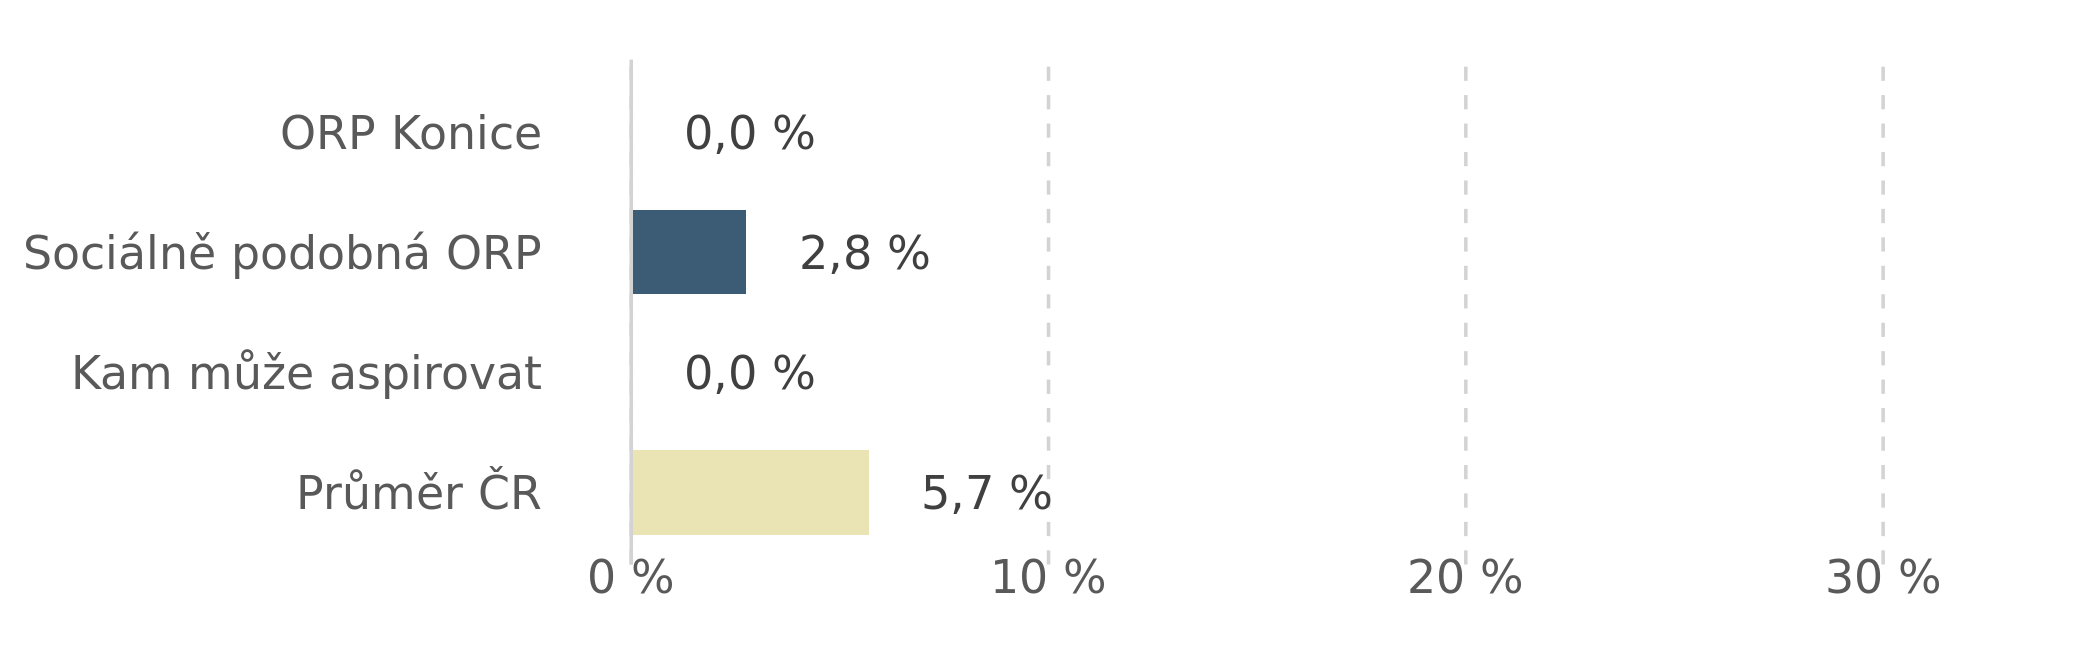 ORP Konice 0,0 %
Sociálně podobná ORP 2,8 %
Kam může aspirovat 0,0 %
Průměr ČR 5,7 %
0 % 10 % 20 % 30 %